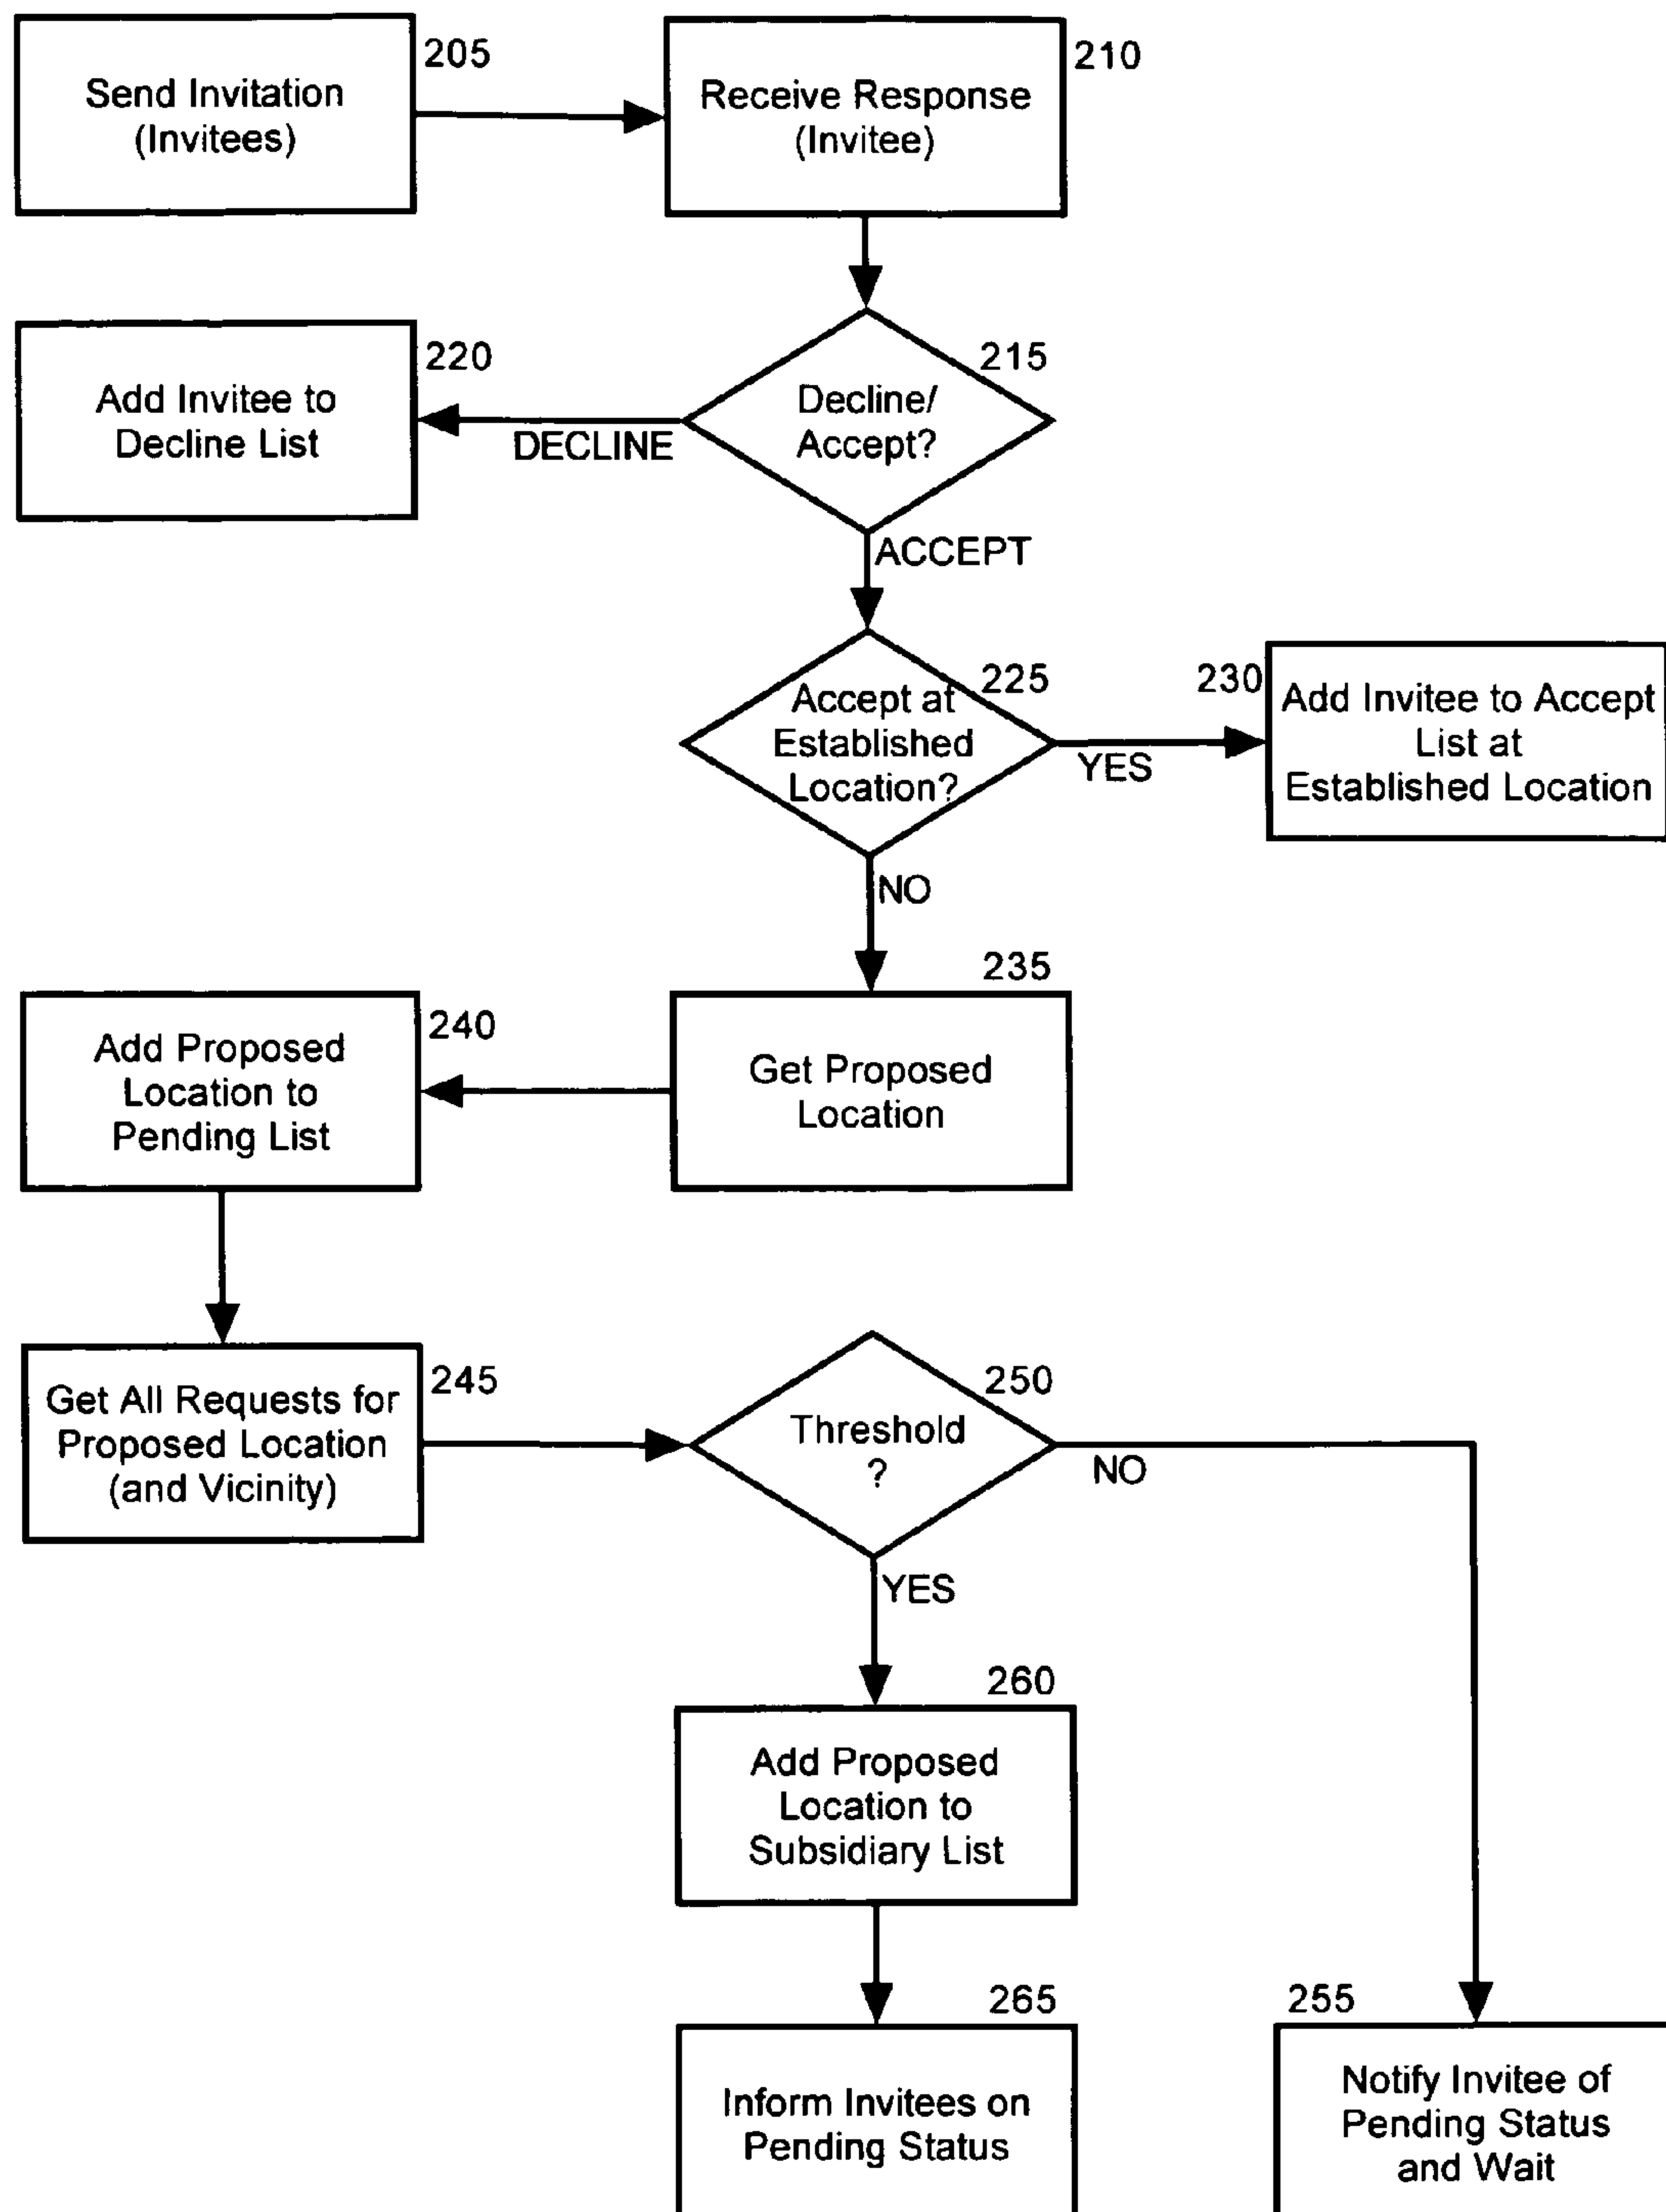 Send Invitation
(Invitees)
205
Receive Response
(Invitee)
210
Add Invitee to
Decline List
220
DECLINE
Decline/
Accept?
215
ACCEPT
Accept at
Established
Location?
225
YES
230
Add Invitee to Accept
List at
Established Location
NO
235
Get Proposed
Location
Add Proposed
Location to
Pending List
240
Get All Requests for
Proposed Location
(and Vicinity)
245
Threshold
?
250
NO
YES
260
Add Proposed
Location to
Subsidiary List
265
Inform Invitees on
Pending Status
255
Notify Invitee of
Pending Status
and Wait